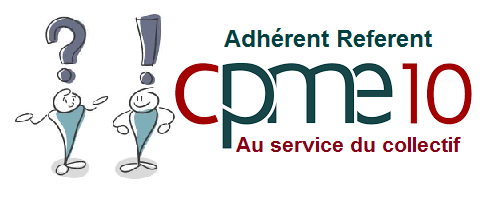 ? !
Adhérent Referent
cpme10
Au service du collectif